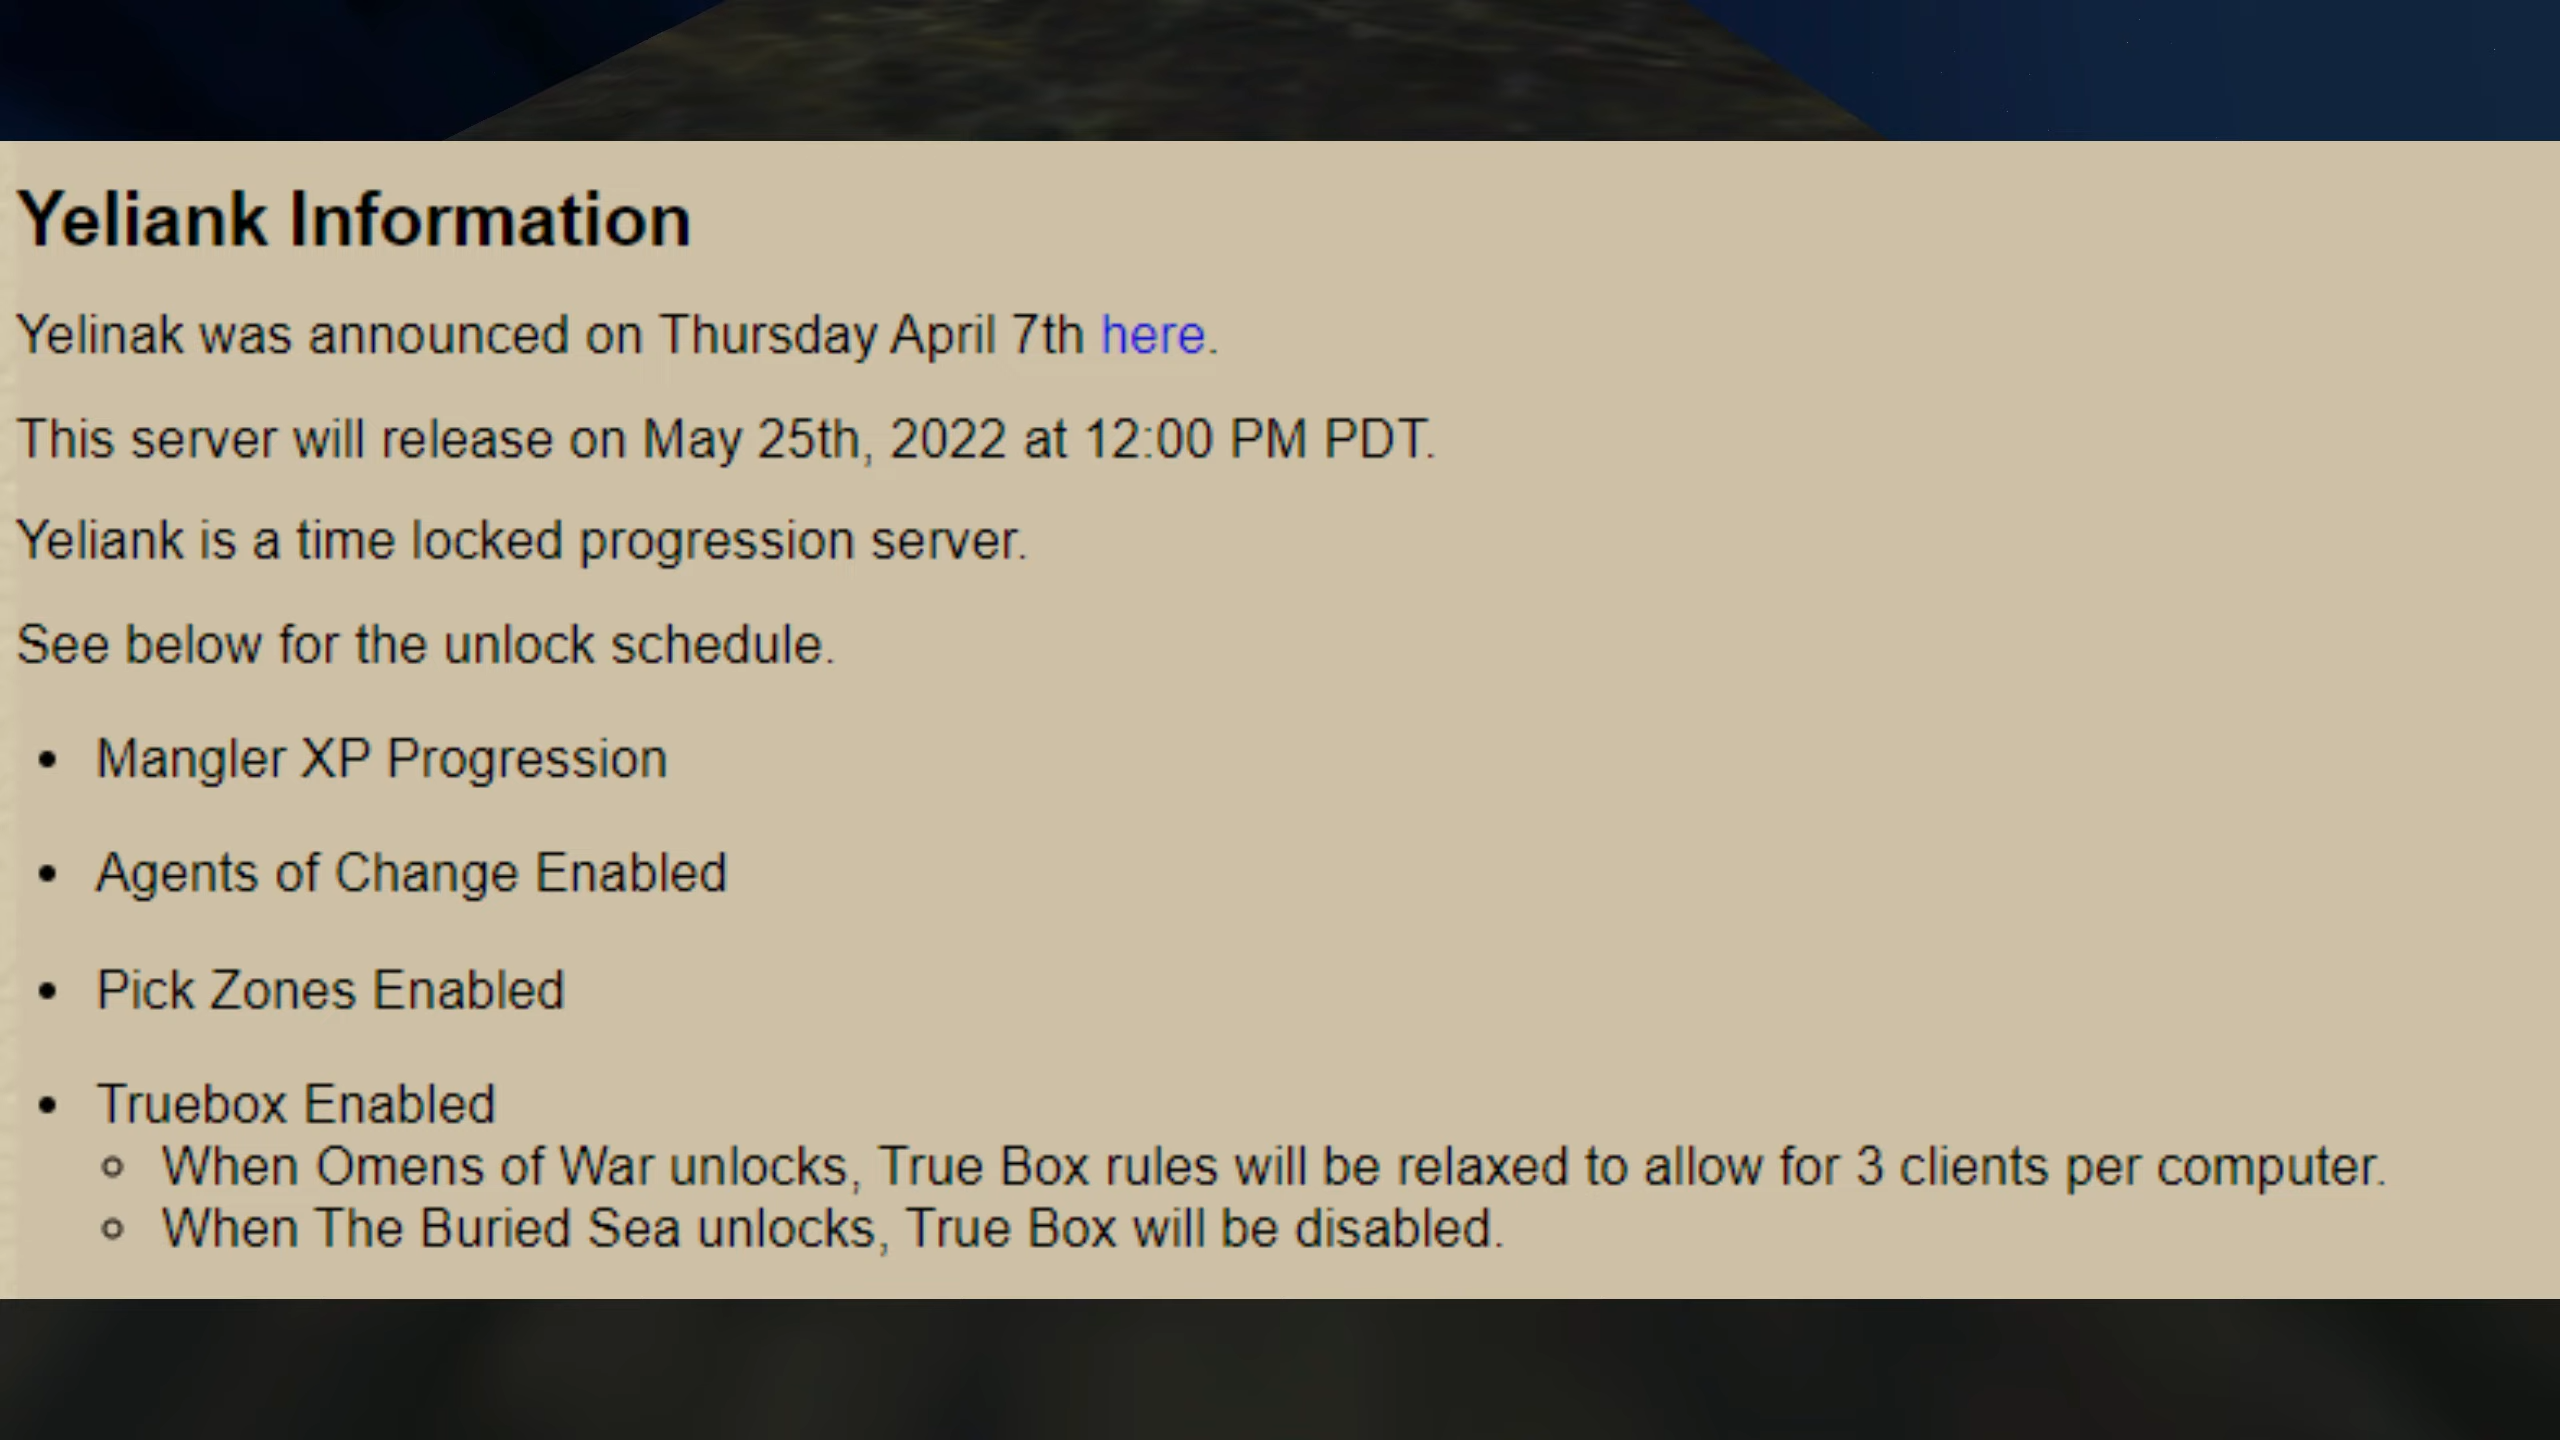 Yeliank Information
Yelinak was announced on Thursday April 7th here.
This server will release on May 25th, 2022 at 12:00 PM PDT.
Yeliank is a time locked progression server.
See below for the unlock schedule.
• Mangler XP Progression
• Agents of Change Enabled
• Pick Zones Enabled
• Truebox Enabled
◦ When Omens of War unlocks, True Box rules will be relaxed to allow for 3 clients per computer.
◦ When The Buried Sea unlocks, True Box will be disabled.